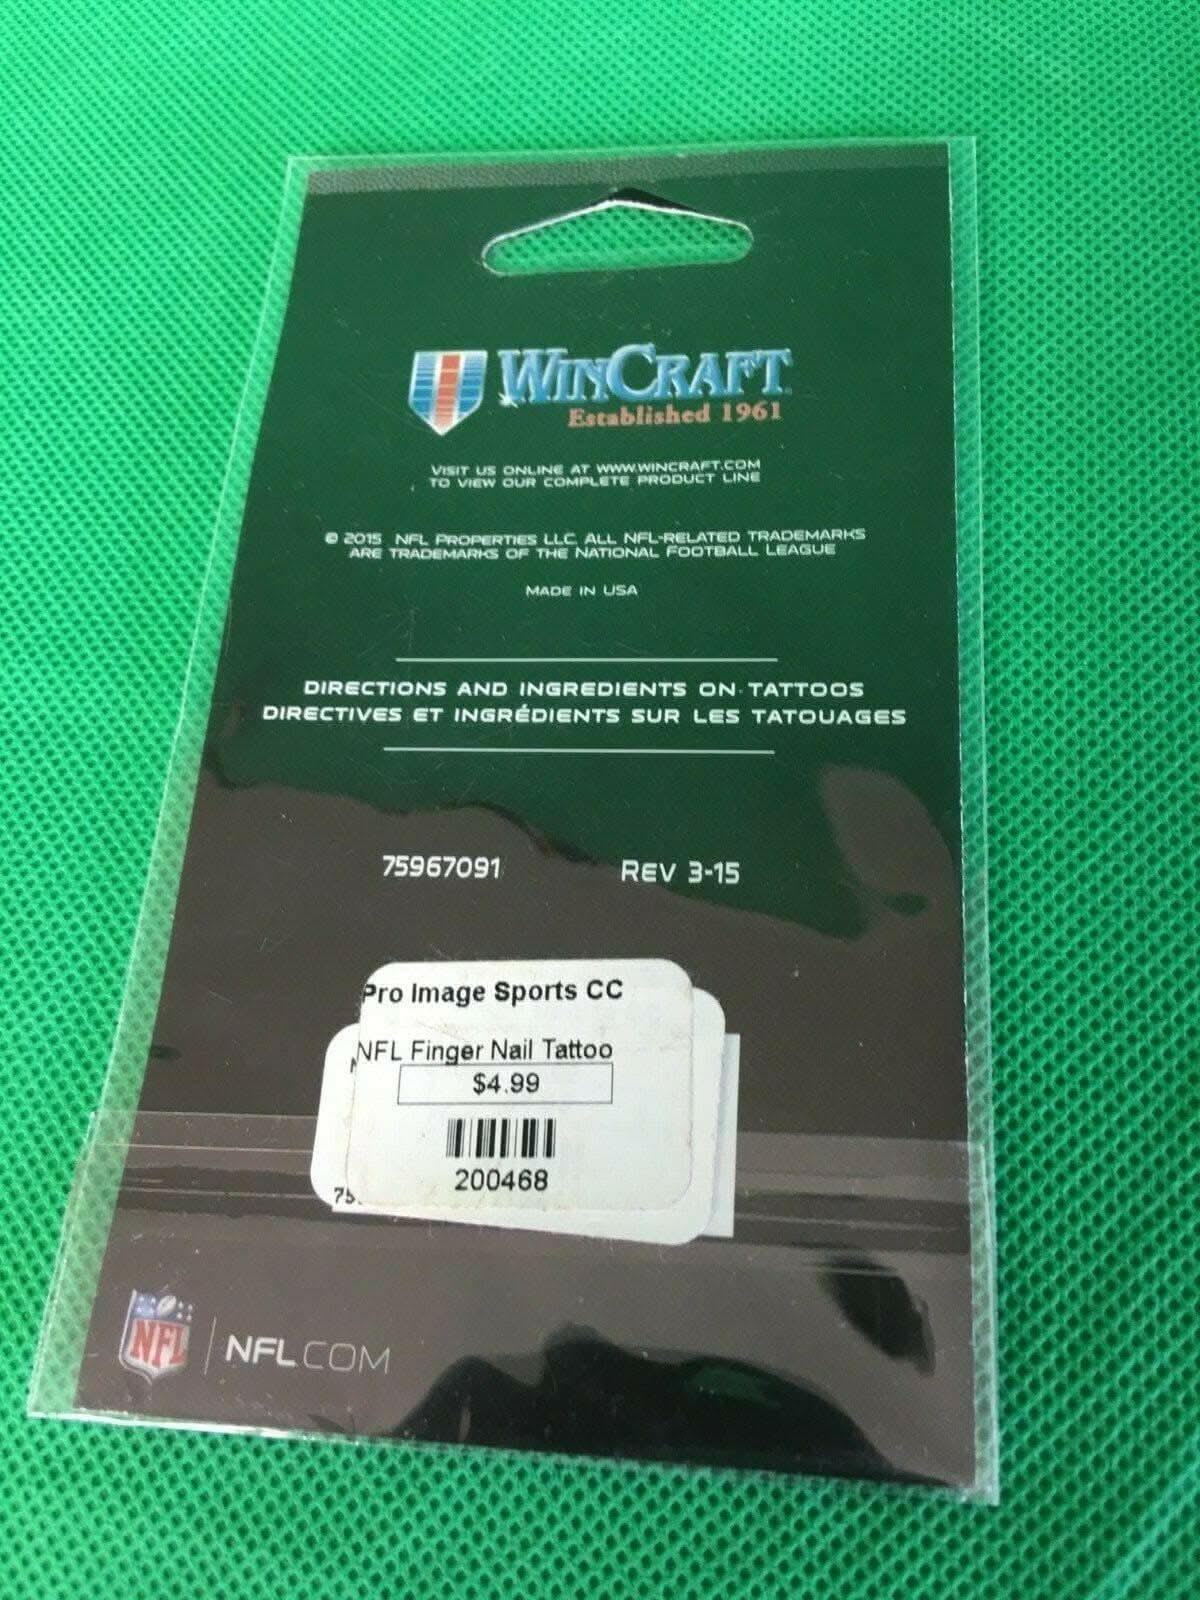 WINCRAFT
Established 1961
VISIT US ONLINE AT WWW.WINCRAFT.COM
TO VIEW OUR COMPLETE PRODUCT LINE
© 2015 NFL PROPERTIES LLC. ALL NFL-RELATED TRADEMARKS
ARE TRADEMARKS OF THE NATIONAL FOOTBALL LEAGUE
MADE IN USA
DIRECTIONS AND INGREDIENTS ON TATTOOS
DIRECTIVES ET INGRÉDIENTS SUR LES TATOUAGES
75967091 REV 3-15
Pro Image Sports CC
NFL Finger Nail Tattoo
$4.99
200468
75
NFL NFL.COM